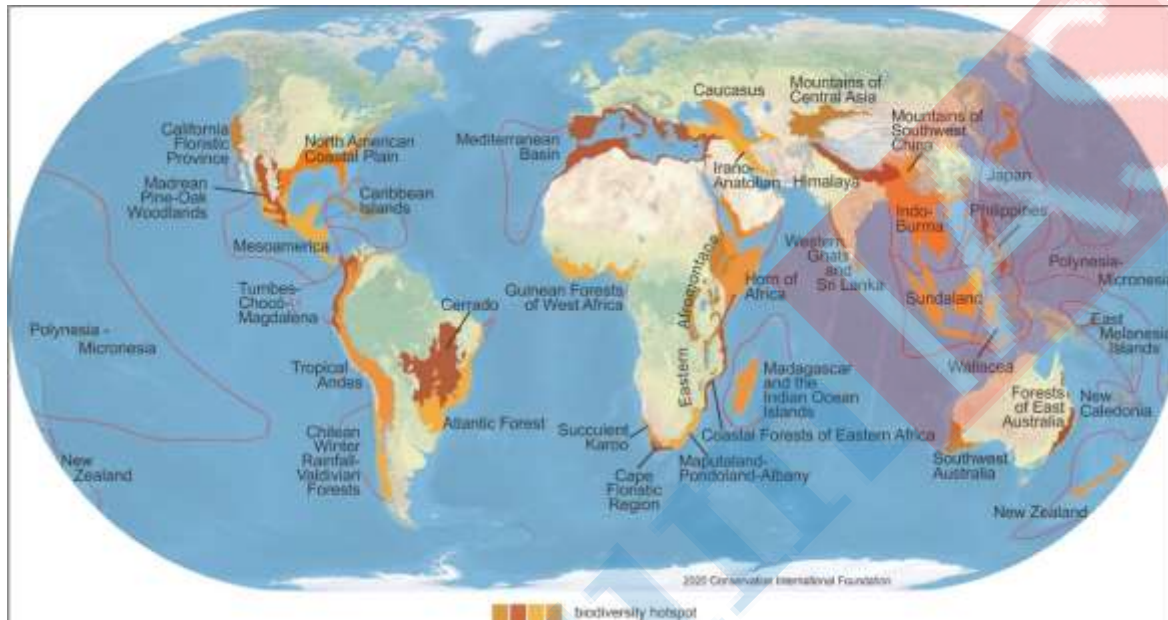 Caucasus
Mountains of
Central Asia
Mountains of
Southwest
China
California
Floristic
Province
North American
Coastal Plain
Mediterranean
Basin
Irano-
Anatolian
Himalaya
Japan
Madrean
Pine-Oak
Woodlands
Caribbean
Islands
Indo-
Burma
Philippines
Mesoamerica
Western
Ghats
and
Sri Lanka
Polynesia-
Micronesia
Tumbes-
Chocó-
Magdalena
Cerrado
Guinean Forests
of West Africa
Eastern Afromontane
Horn of
Africa
Sundaland
East
Melanesian
Islands
Polynesia -
Micronesia
Wallacea
Tropical
Andes
Madagascar
and the
Indian Ocean
Islands
Forests
of East
Australia
New
Caledonia
Atlantic Forest
Succulent
Karoo
Coastal Forests of Eastern Africa
Chilean
Winter
Rainfall-
Valdivian
Forests
Cape
Floristic
Region
Maputaland-
Pondoland-Albany
Southwest
Australia
New
Zealand
New Zealand
2020 Conservation International Foundation
biodiversity hotspot